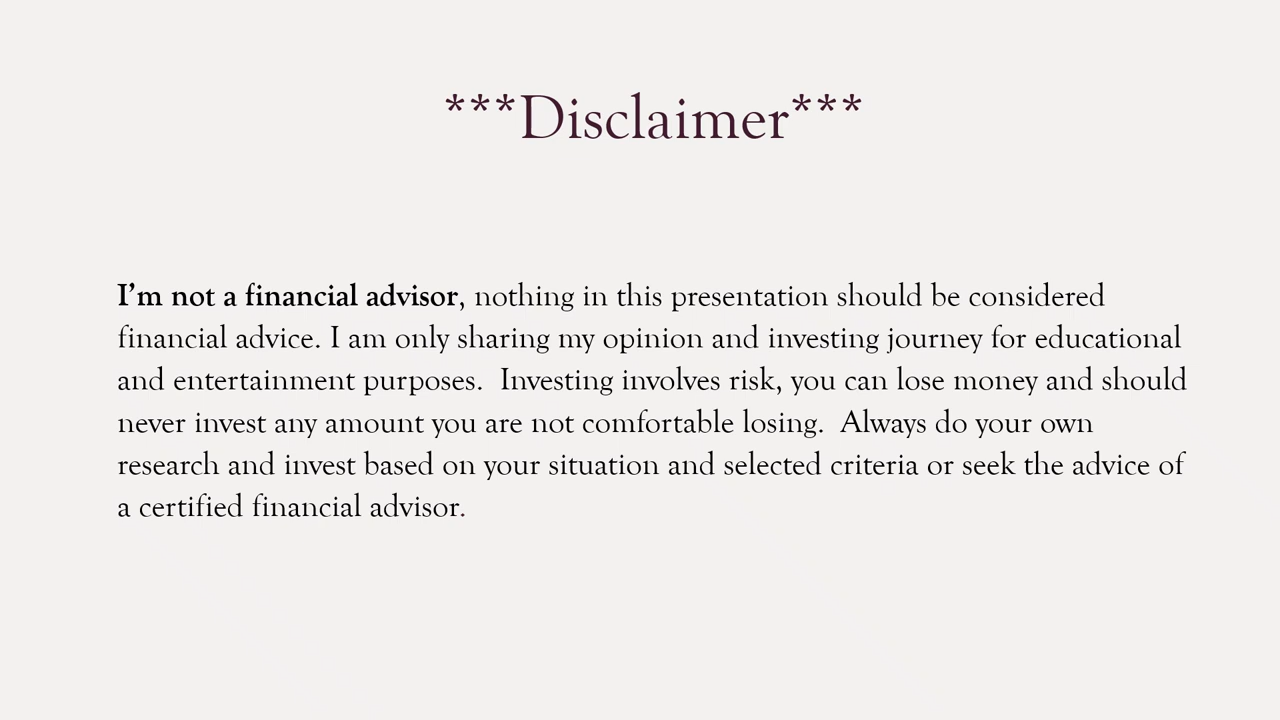 ***Disclaimer***
I’m not a financial advisor, nothing in this presentation should be considered
financial advice. I am only sharing my opinion and investing journey for educational
and entertainment purposes.  Investing involves risk, you can lose money and should
never invest any amount you are not comfortable losing.  Always do your own
research and invest based on your situation and selected criteria or seek the advice of
a certified financial advisor.